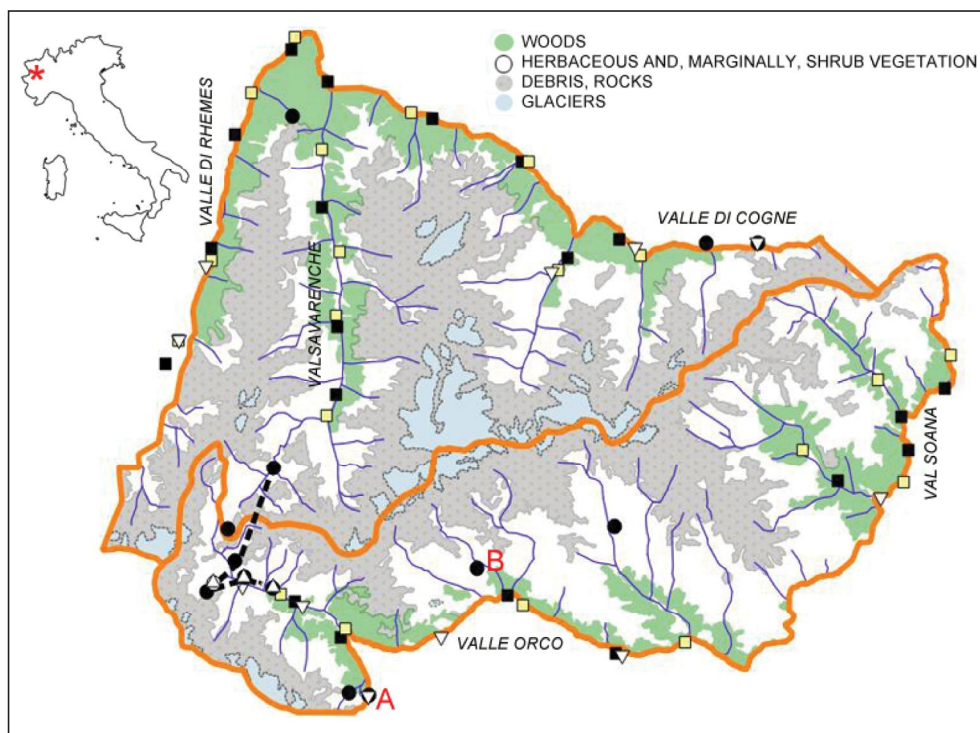 WOODS
HERBACEOUS AND, MARGINALLY, SHRUB VEGETATION
DEBRIS, ROCKS
GLACIERS
*
VALLE DI RHEMES
VALSAVARENCHE
VALLE DI COGNE
VAL SOANA
B
VALLE ORCO
A